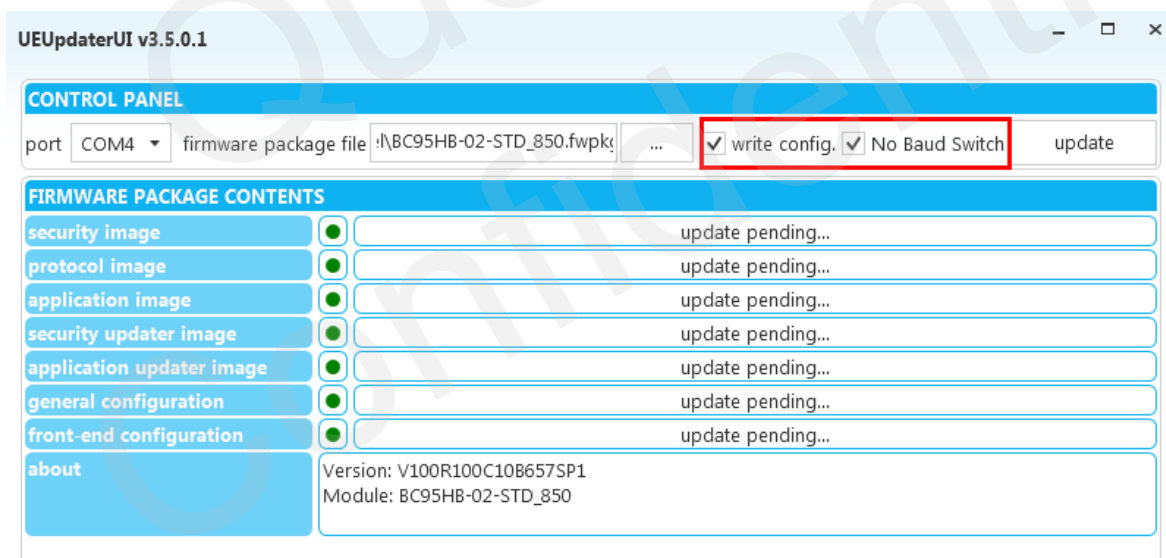 UEUpdaterUI v3.5.0.1
CONTROL PANEL
port COM4 firmware package file :l\BC95HB-02-STD_850.fwpkg ... write config. No Baud Switch update
FIRMWARE PACKAGE CONTENTS
security image update pending...
protocol image update pending...
application image update pending...
security updater image update pending...
application updater image update pending...
general configuration update pending...
front-end configuration update pending...
about Version: V100R100C10B657SP1
Module: BC95HB-02-STD_850